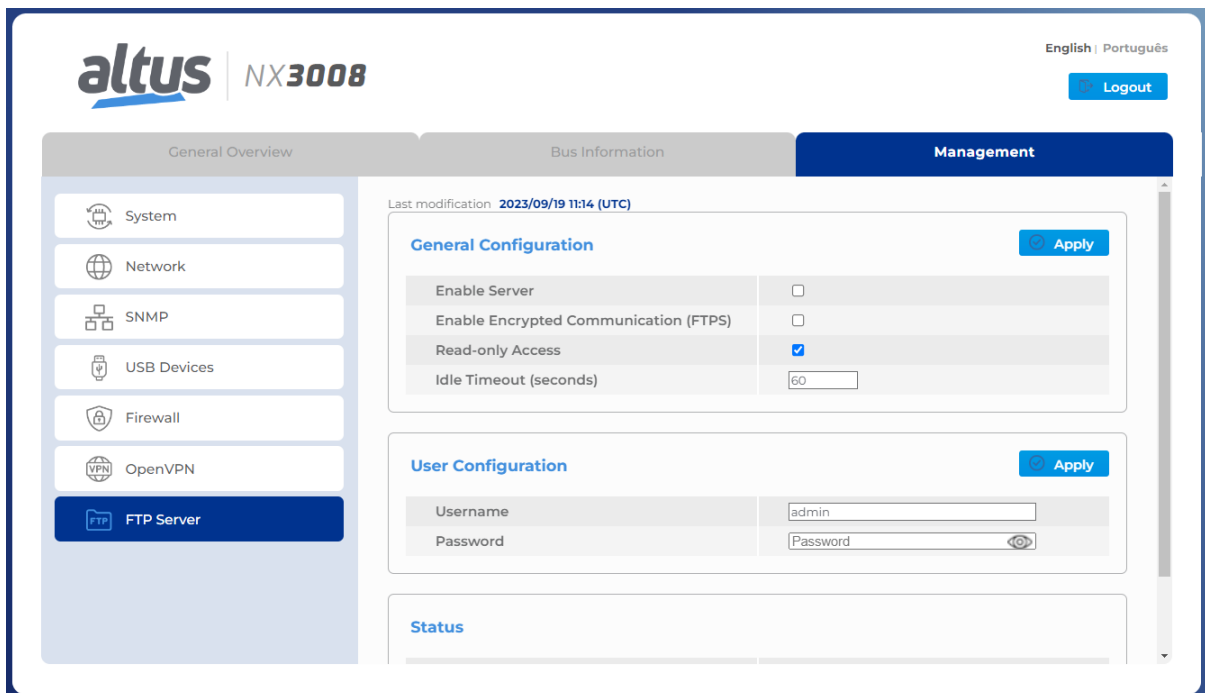 altus NX3008
English | Português
Logout
General Overview
Bus Information
Management
System
Network
SNMP
USB Devices
Firewall
VPN OpenVPN
FTP FTP Server
Last modification 2023/09/19 11:14 (UTC)
General Configuration
Apply
Enable Server
Enable Encrypted Communication (FTPS)
Read-only Access
Idle Timeout (seconds) 60
User Configuration
Apply
Username admin
Password Password
Status